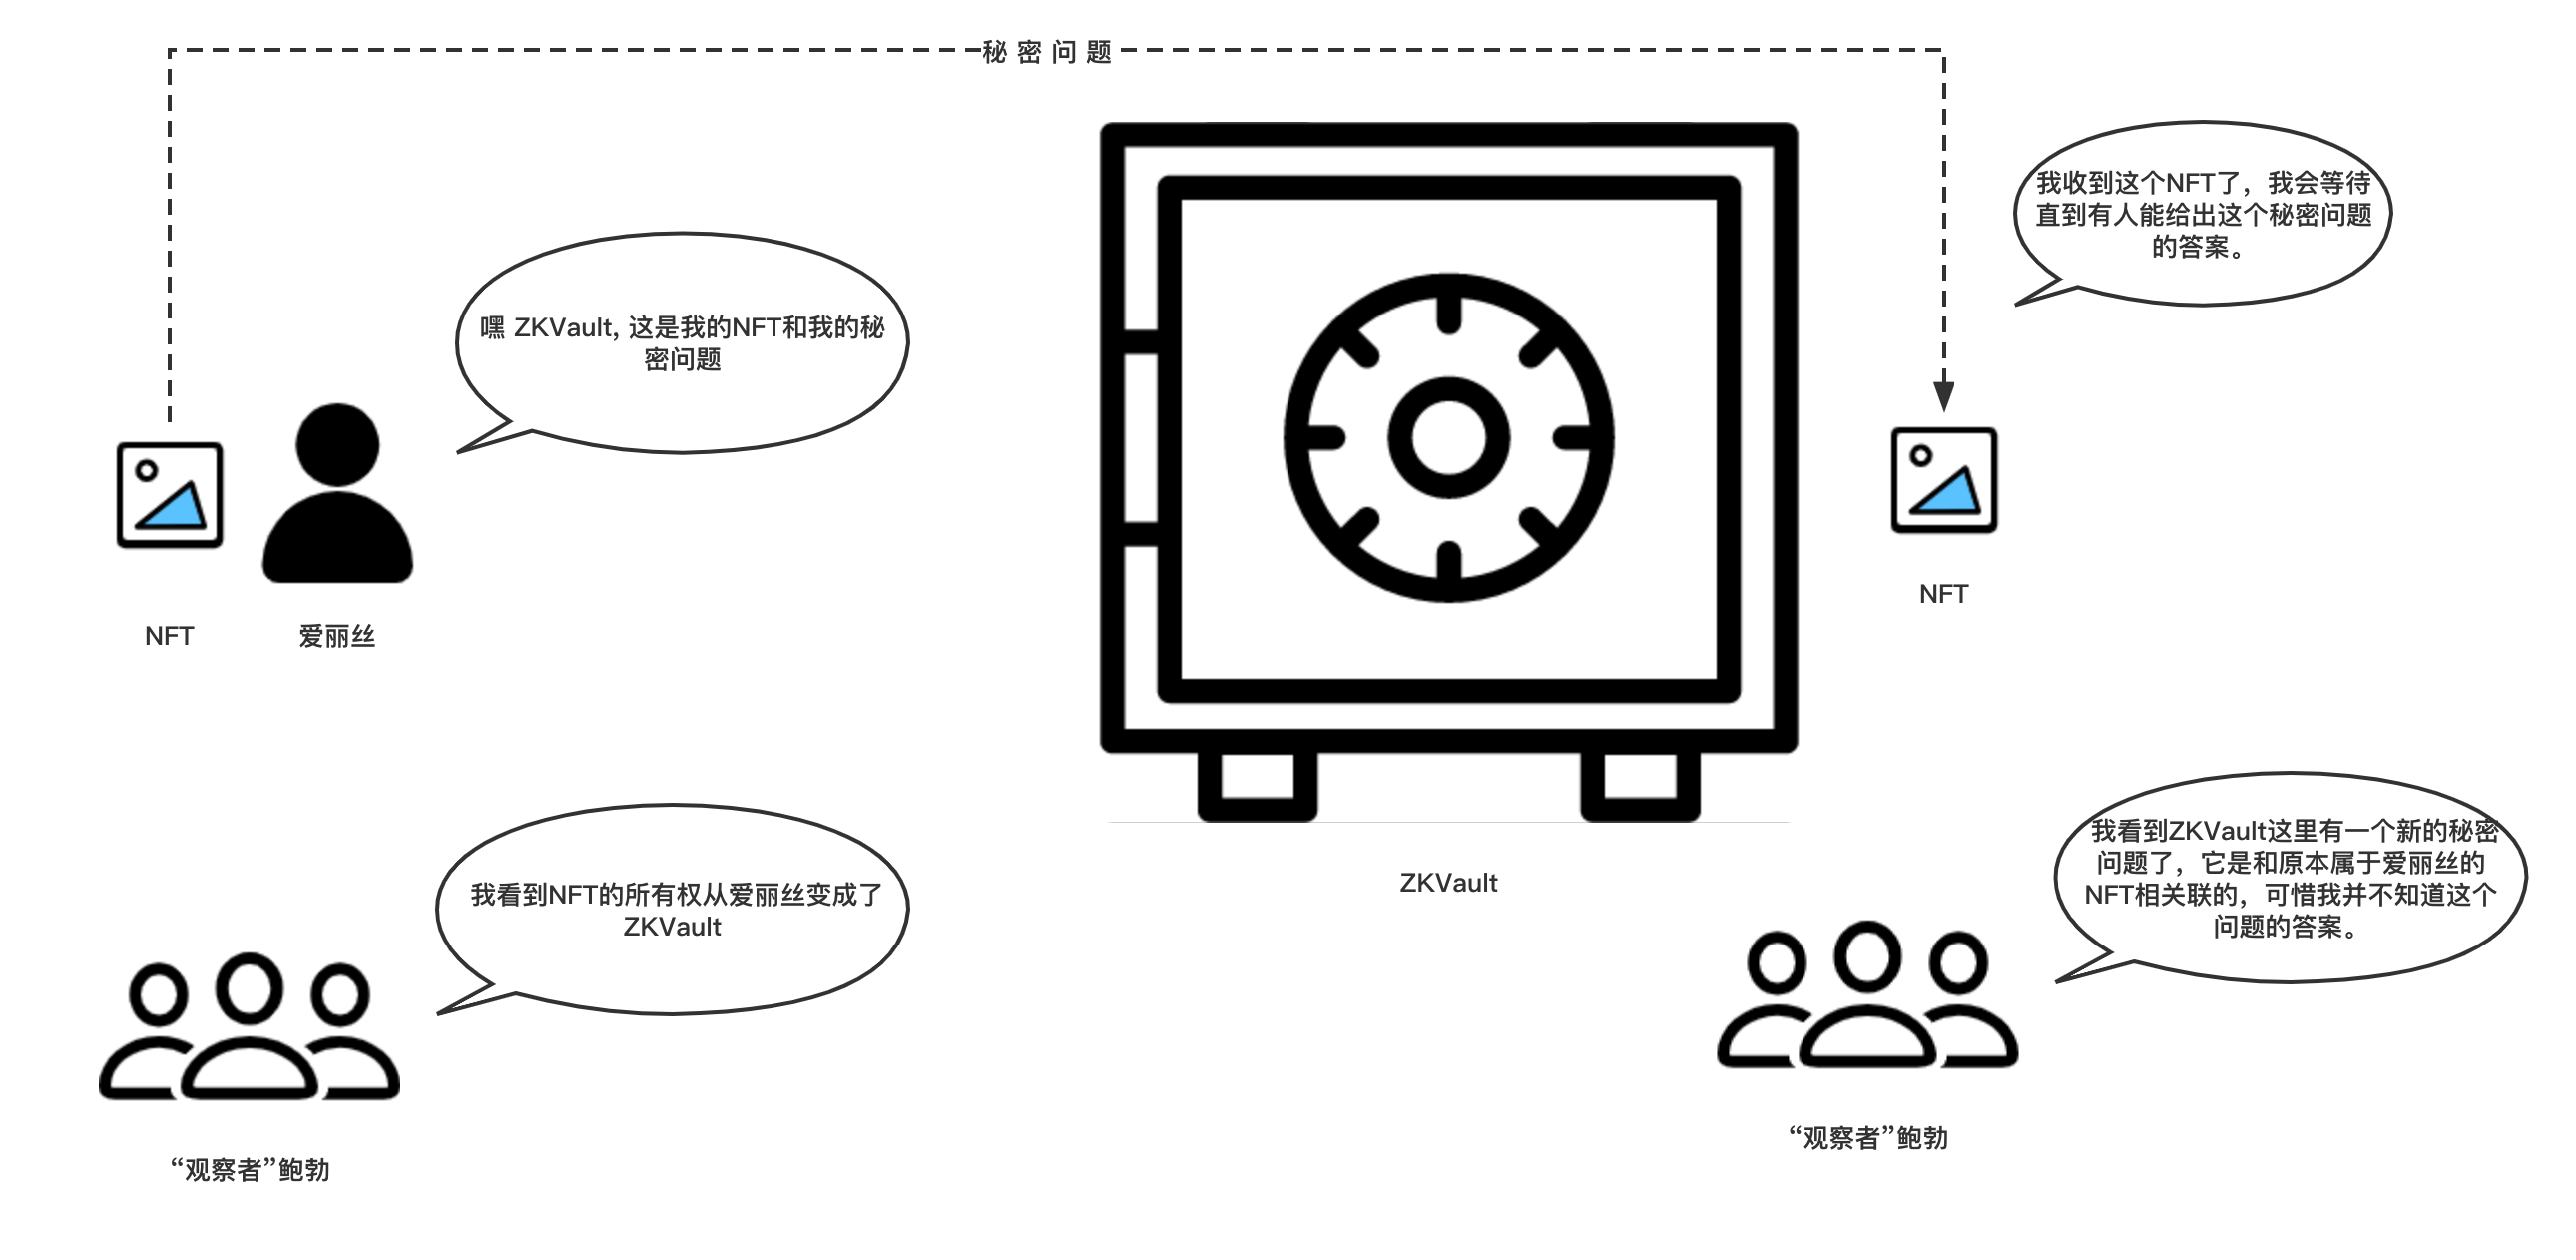 秘密问题
我收到这个NFT了，我会等待
直到有人能给出这个秘密问题
的答案。
嘿 ZKVault, 这是我的NFT和我的秘
密问题
NFT
爱丽丝
NFT
ZKVault
我看到NFT的所有权从爱丽丝变成了
ZKVault
“观察者”鲍勃
我看到ZKVault这里有一个新的秘密
问题了，它是和原本属于爱丽丝的
NFT相关联的，可惜我并不知道这个
问题的答案。
“观察者”鲍勃